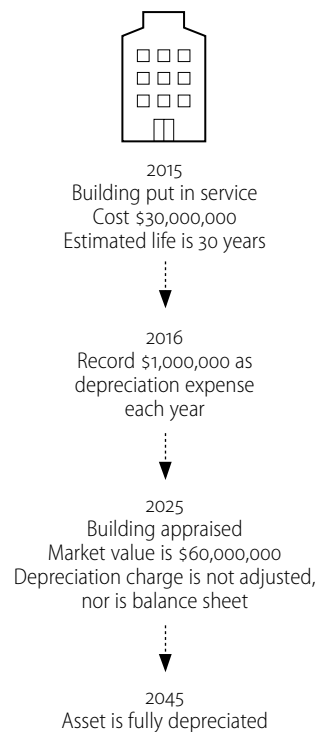 2015
Building put in service
Cost $30,000,000
Estimated life is 30 years
2016
Record $1,000,000 as
depreciation expense
each year
2025
Building appraised
Market value is $60,000,000
Depreciation charge is not adjusted,
nor is balance sheet
2045
Asset is fully depreciated